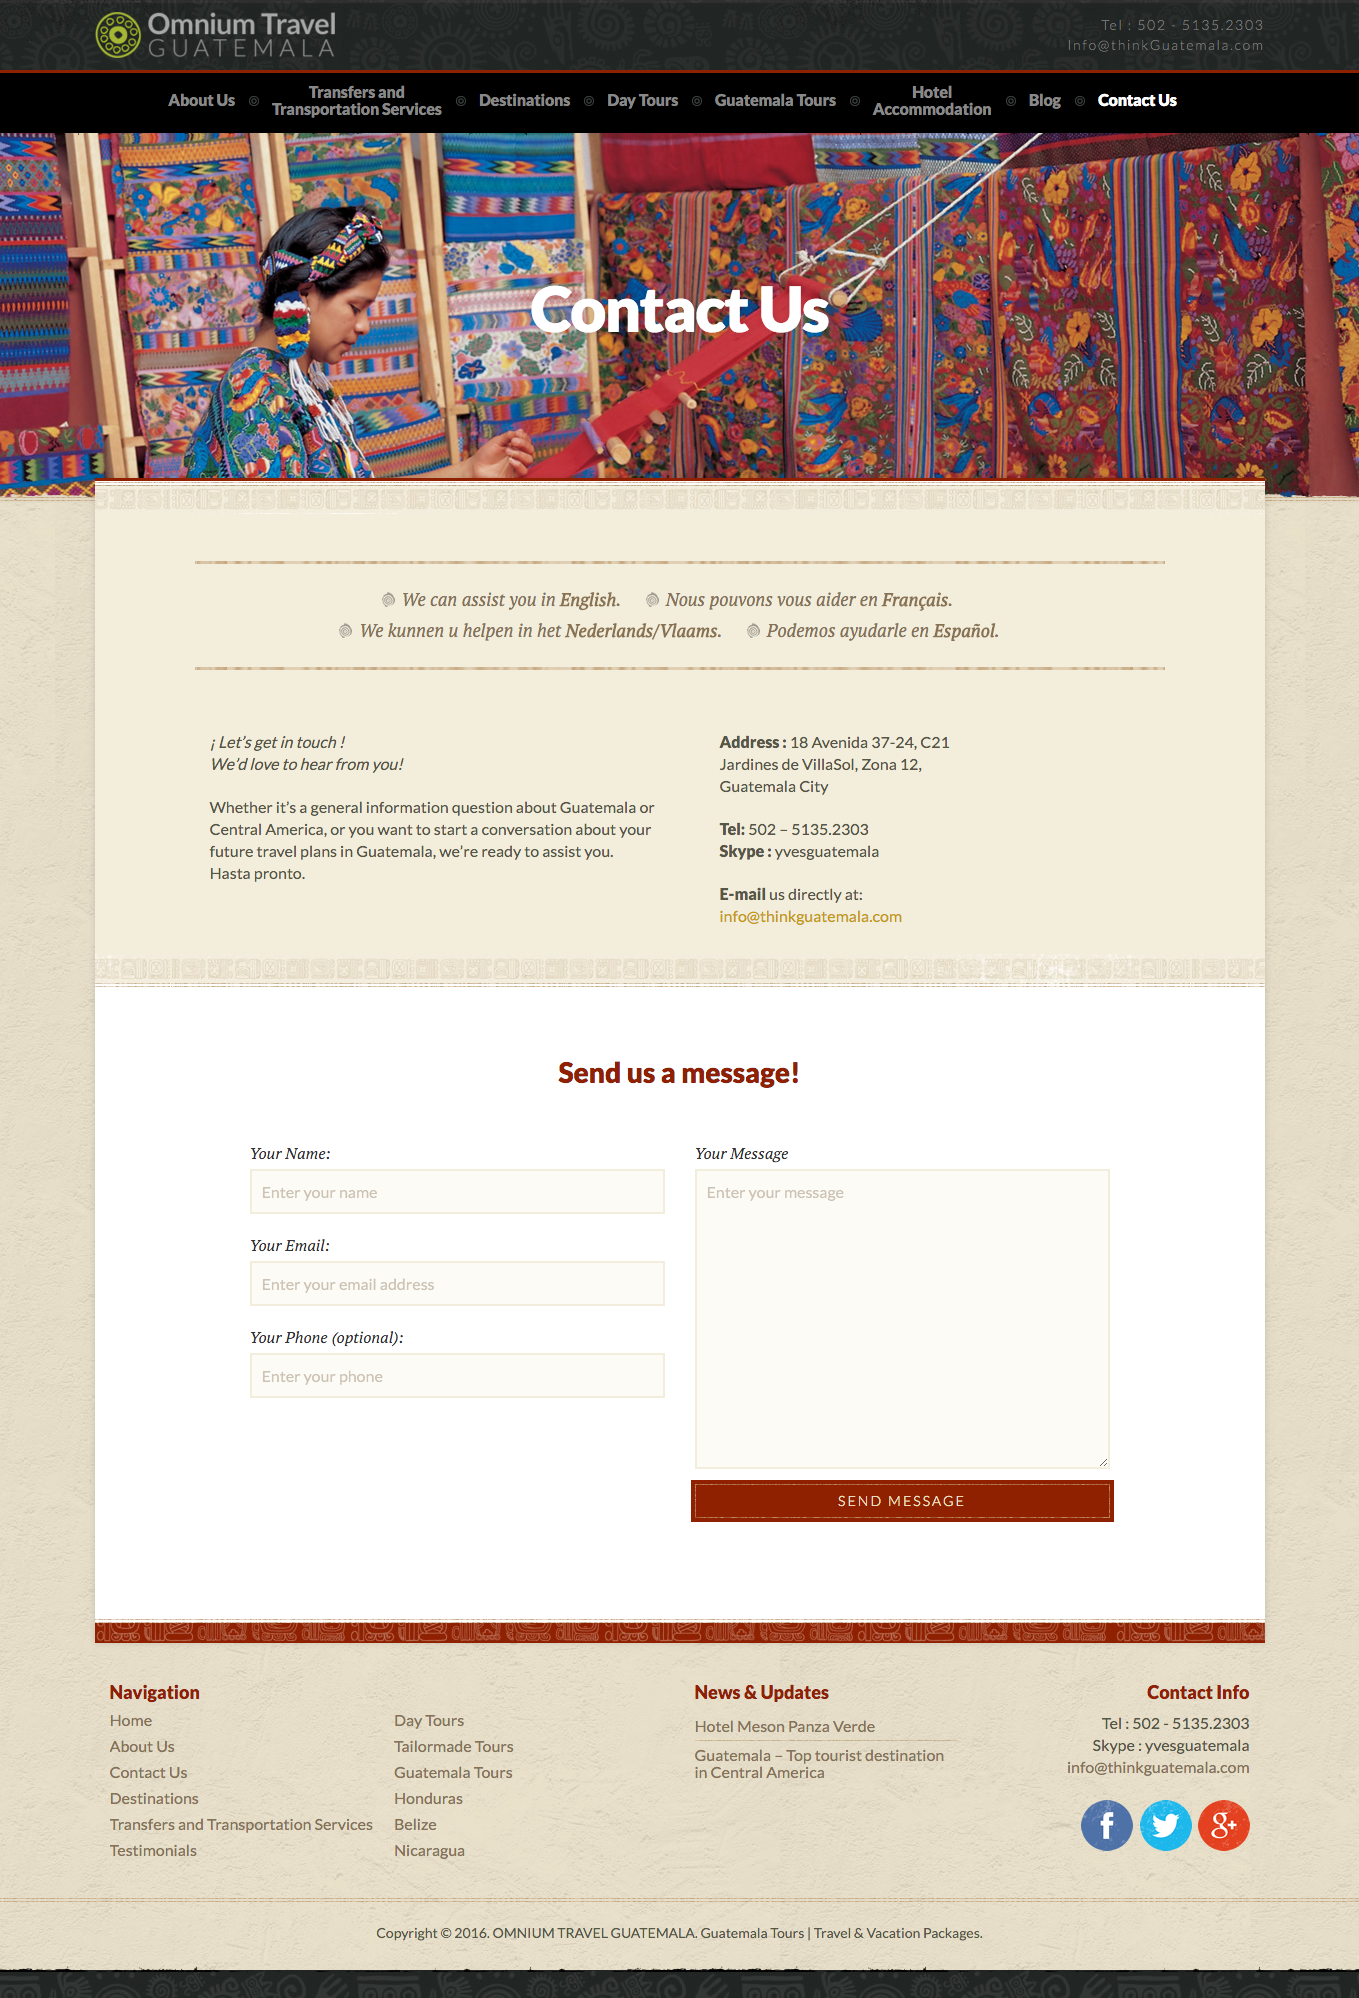 Omnium Travel
GUATEMALA
Tel : 502 - 5135.2303
Info@thinkGuatemala.com
About Us
Transfers and
Transportation Services
Destinations
Day Tours
Guatemala Tours
Hotel
Accommodation
Blog
Contact Us
Contact Us
We can assist you in English.
Nous pouvons vous aider en Français.
We kunnen u helpen in het Nederlands/Vlaams.
Podemos ayudarle en Español.
¡ Let's get in touch !
We'd love to hear from you!
Whether it's a general information question about Guatemala or
Central America, or you want to start a conversation about your
future travel plans in Guatemala, we're ready to assist you.
Hasta pronto.
Address : 18 Avenida 37-24, C21
Jardines de VillaSol, Zona 12,
Guatemala City
Tel: 502 – 5135.2303
Skype : yvesguatemala
E-mail us directly at:
info@thinkguatemala.com
Send us a message!
Your Name:
Enter your name
Your Email:
Enter your email address
Your Phone (optional):
Enter your phone
Your Message
Enter your message
SEND MESSAGE
Navigation
Home
About Us
Contact Us
Destinations
Transfers and Transportation Services
Testimonials
Day Tours
Tailormade Tours
Guatemala Tours
Honduras
Belize
Nicaragua
News & Updates
Hotel Meson Panza Verde
Guatemala – Top tourist destination
in Central America
Contact Info
Tel : 502 - 5135.2303
Skype : yvesguatemala
info@thinkguatemala.com
f
g+
Copyright © 2016. OMNIUM TRAVEL GUATEMALA. Guatemala Tours | Travel & Vacation Packages.